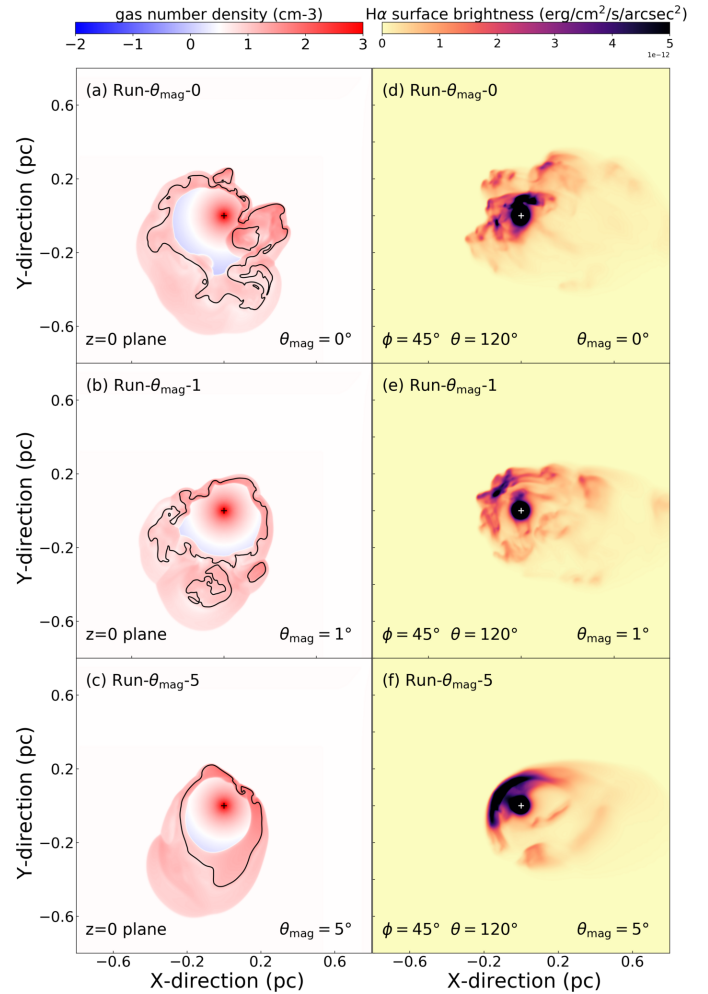 gas number density (cm-3)
Hα surface brightness (erg/cm²/s/arcsec²)
−2 −1 0 1 2 3
0 1 2 3 4 5
1e−12
(a) Run-θmag-0
(d) Run-θmag-0
Y-direction (pc)
0.6
0.2
−0.2
−0.6
z=0 plane θmag = 0°
ϕ = 45° θ = 120° θmag = 0°
(b) Run-θmag-1
(e) Run-θmag-1
Y-direction (pc)
0.6
0.2
−0.2
−0.6
z=0 plane θmag = 1°
ϕ = 45° θ = 120° θmag = 1°
(c) Run-θmag-5
(f) Run-θmag-5
Y-direction (pc)
0.6
0.2
−0.2
−0.6
z=0 plane θmag = 5°
ϕ = 45° θ = 120° θmag = 5°
−0.6 −0.2 0.2 0.6
−0.6 −0.2 0.2 0.6
X-direction (pc)
X-direction (pc)